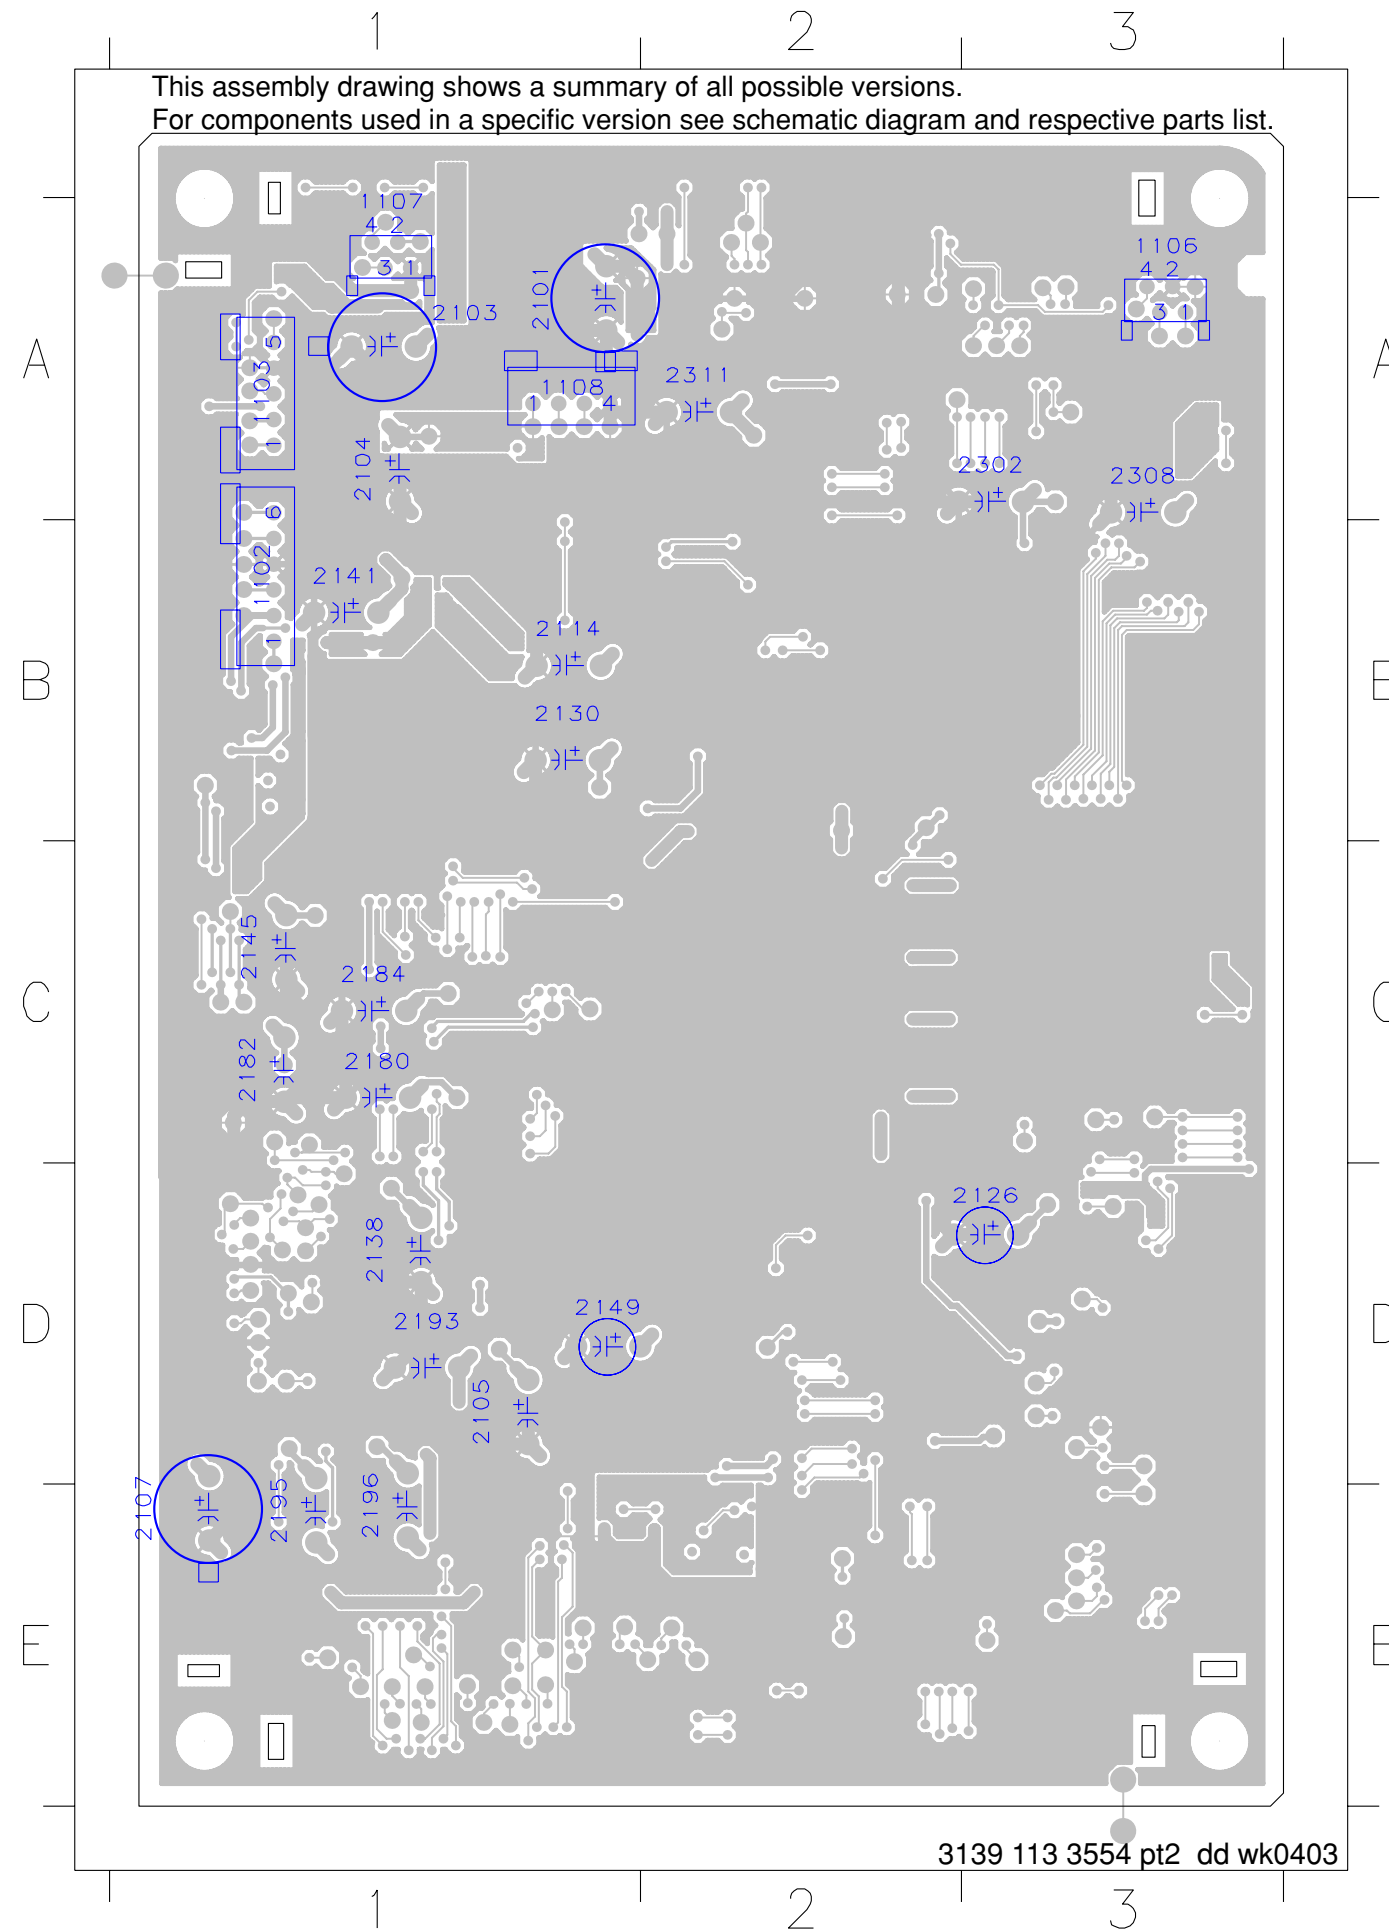 1 2 3
This assembly drawing shows a summary of all possible versions.
For components used in a specific version see schematic diagram and respective parts list.
1107
4 2
3 1
1106
4 2
3 1
2101
2103
A
A
5
1103
1
1108
1 4
2311
2104
2302
2308
6
1102
1
2141
2114
B
B
2130
2145
2184
C
C
2182
2180
2126
2138
2149
D
D
2193
2105
2107
2195
2196
E
E
3139 113 3554 pt2 dd wk0403
1 2 3